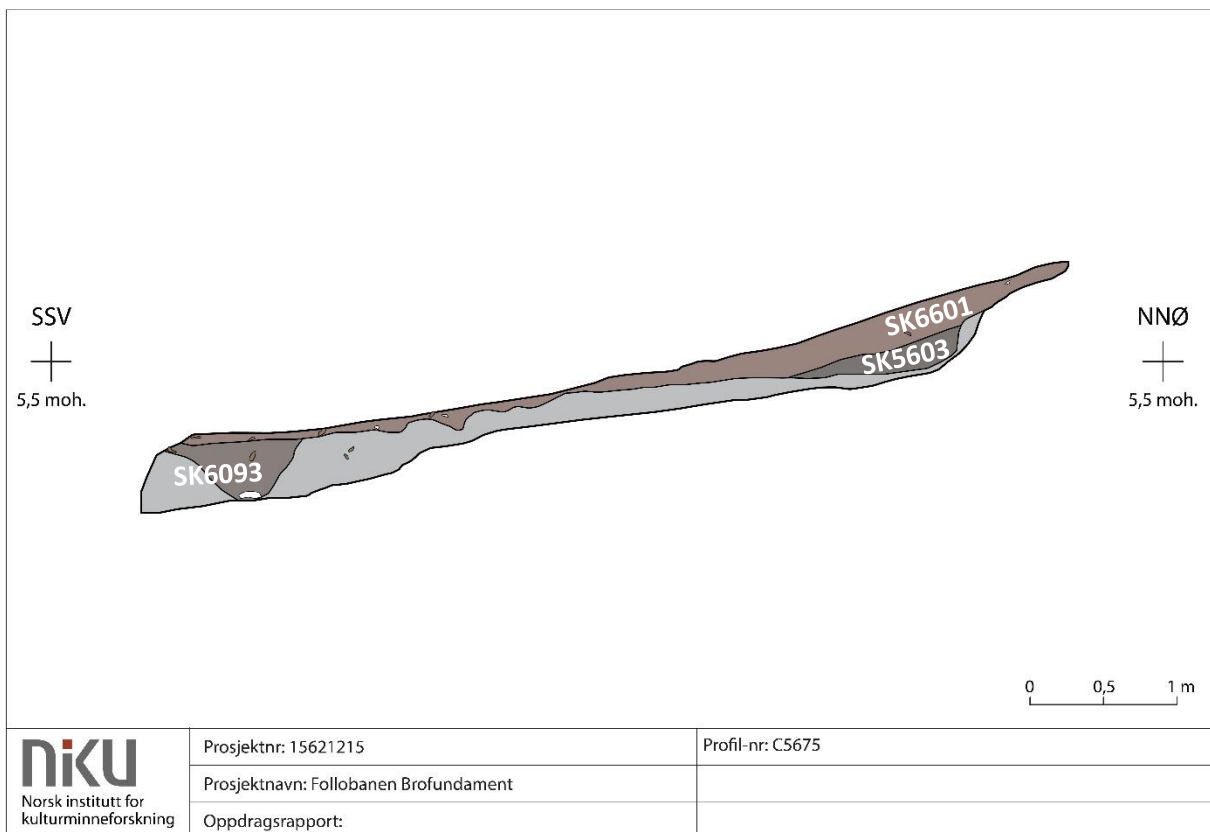 SSV
5,5 moh.
SK6601
SK5603
SK6093
NNØ
5,5 moh.
0 0,5 1 m
NIKU
Norsk institutt for
kulturminneforskning
Prosjektnr: 15621215
Profil-nr: C5675
Prosjektnavn: Follobanen Brofundament
Oppdragsrapport: